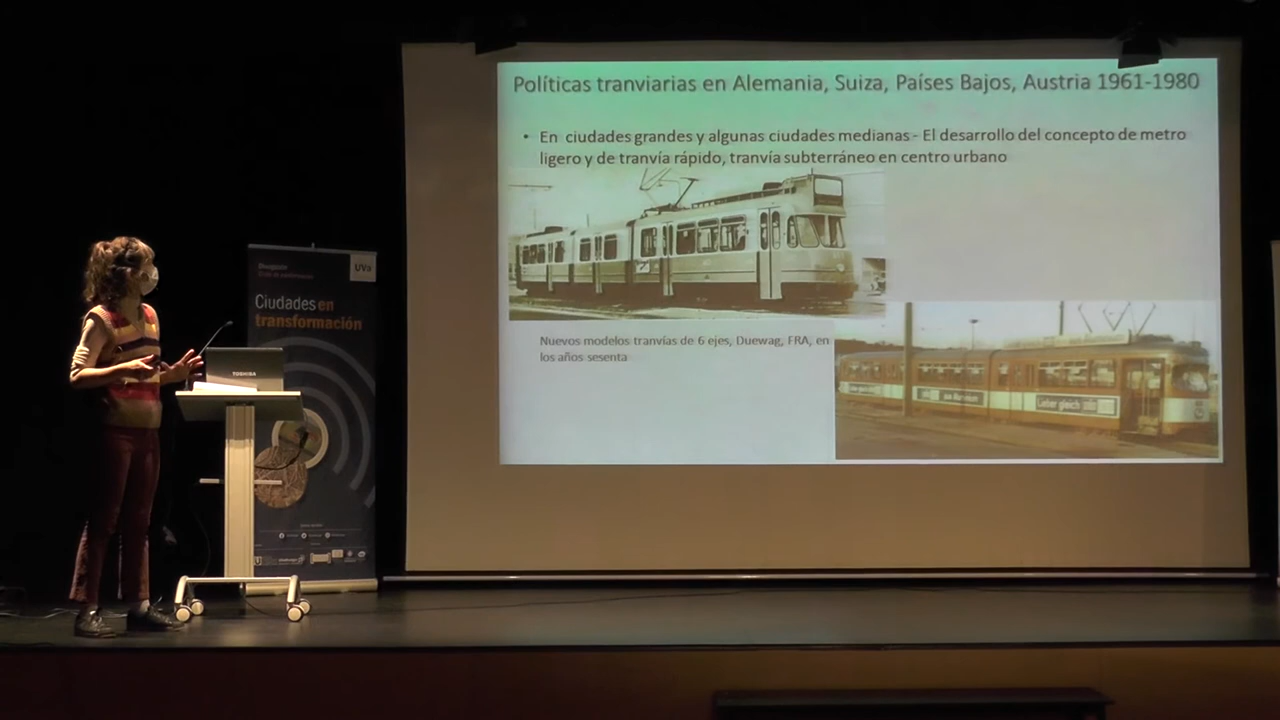 Políticas tranviarias en Alemania, Suiza, Países Bajos, Austria 1961-1980
• En ciudades grandes y algunas ciudades medianas - El desarrollo del concepto de metro
ligero y de tranvía rápido, tranvía subterráneo en centro urbano
Nuevos modelos tranvías de 6 ejes, Duewag, FRA, en
los años sesenta
Lieber gleich
UVa
Ciudades en
transformación
TOSHIBA